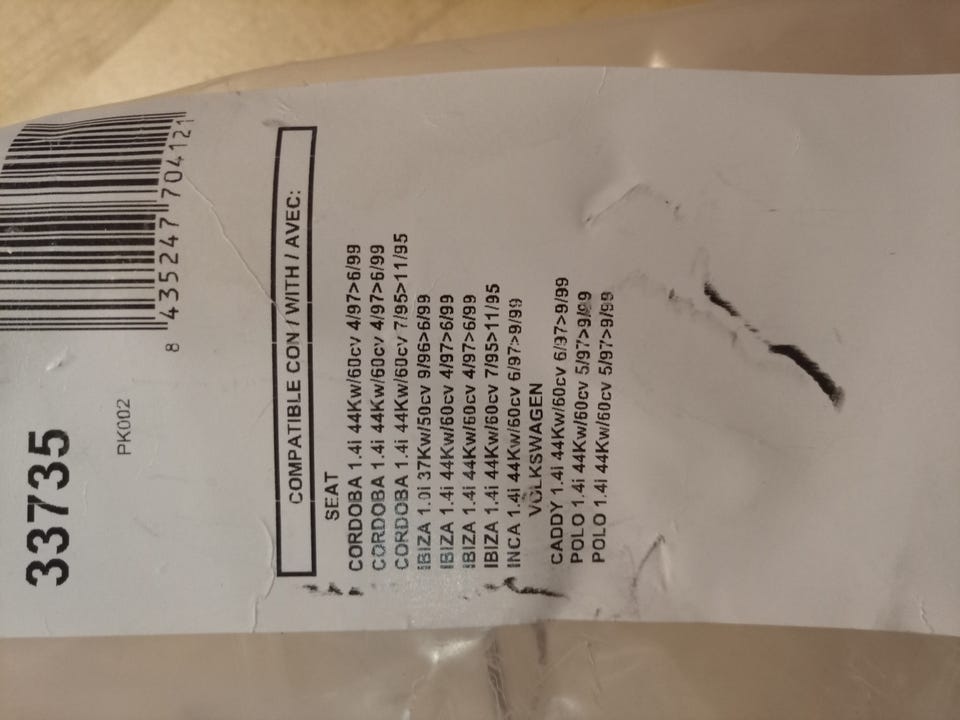 33735
PK002
8 435247 704121
COMPATIBLE CON / WITH / AVEC:
SEAT
CORDOBA 1.4i 44Kw/60cv 4/97>6/99
CORDOBA 1.4i 44Kw/60cv 4/97>6/99
CORDOBA 1.4i 44Kw/60cv 7/95>11/95
IBIZA 1.0i 37Kw/50cv 9/96>6/99
IBIZA 1.4i 44Kw/60cv 4/97>6/99
IBIZA 1.4i 44Kw/60cv 4/97>6/99
IBIZA 1.4i 44Kw/60cv 7/95>11/95
INCA 1.4i 44Kw/60cv 6/97>9/99
VOLKSWAGEN
CADDY 1.4i 44Kw/60cv 6/97>9/99
POLO 1.4i 44Kw/60cv 5/97>9/99
POLO 1.4i 44Kw/60cv 5/97>9/99